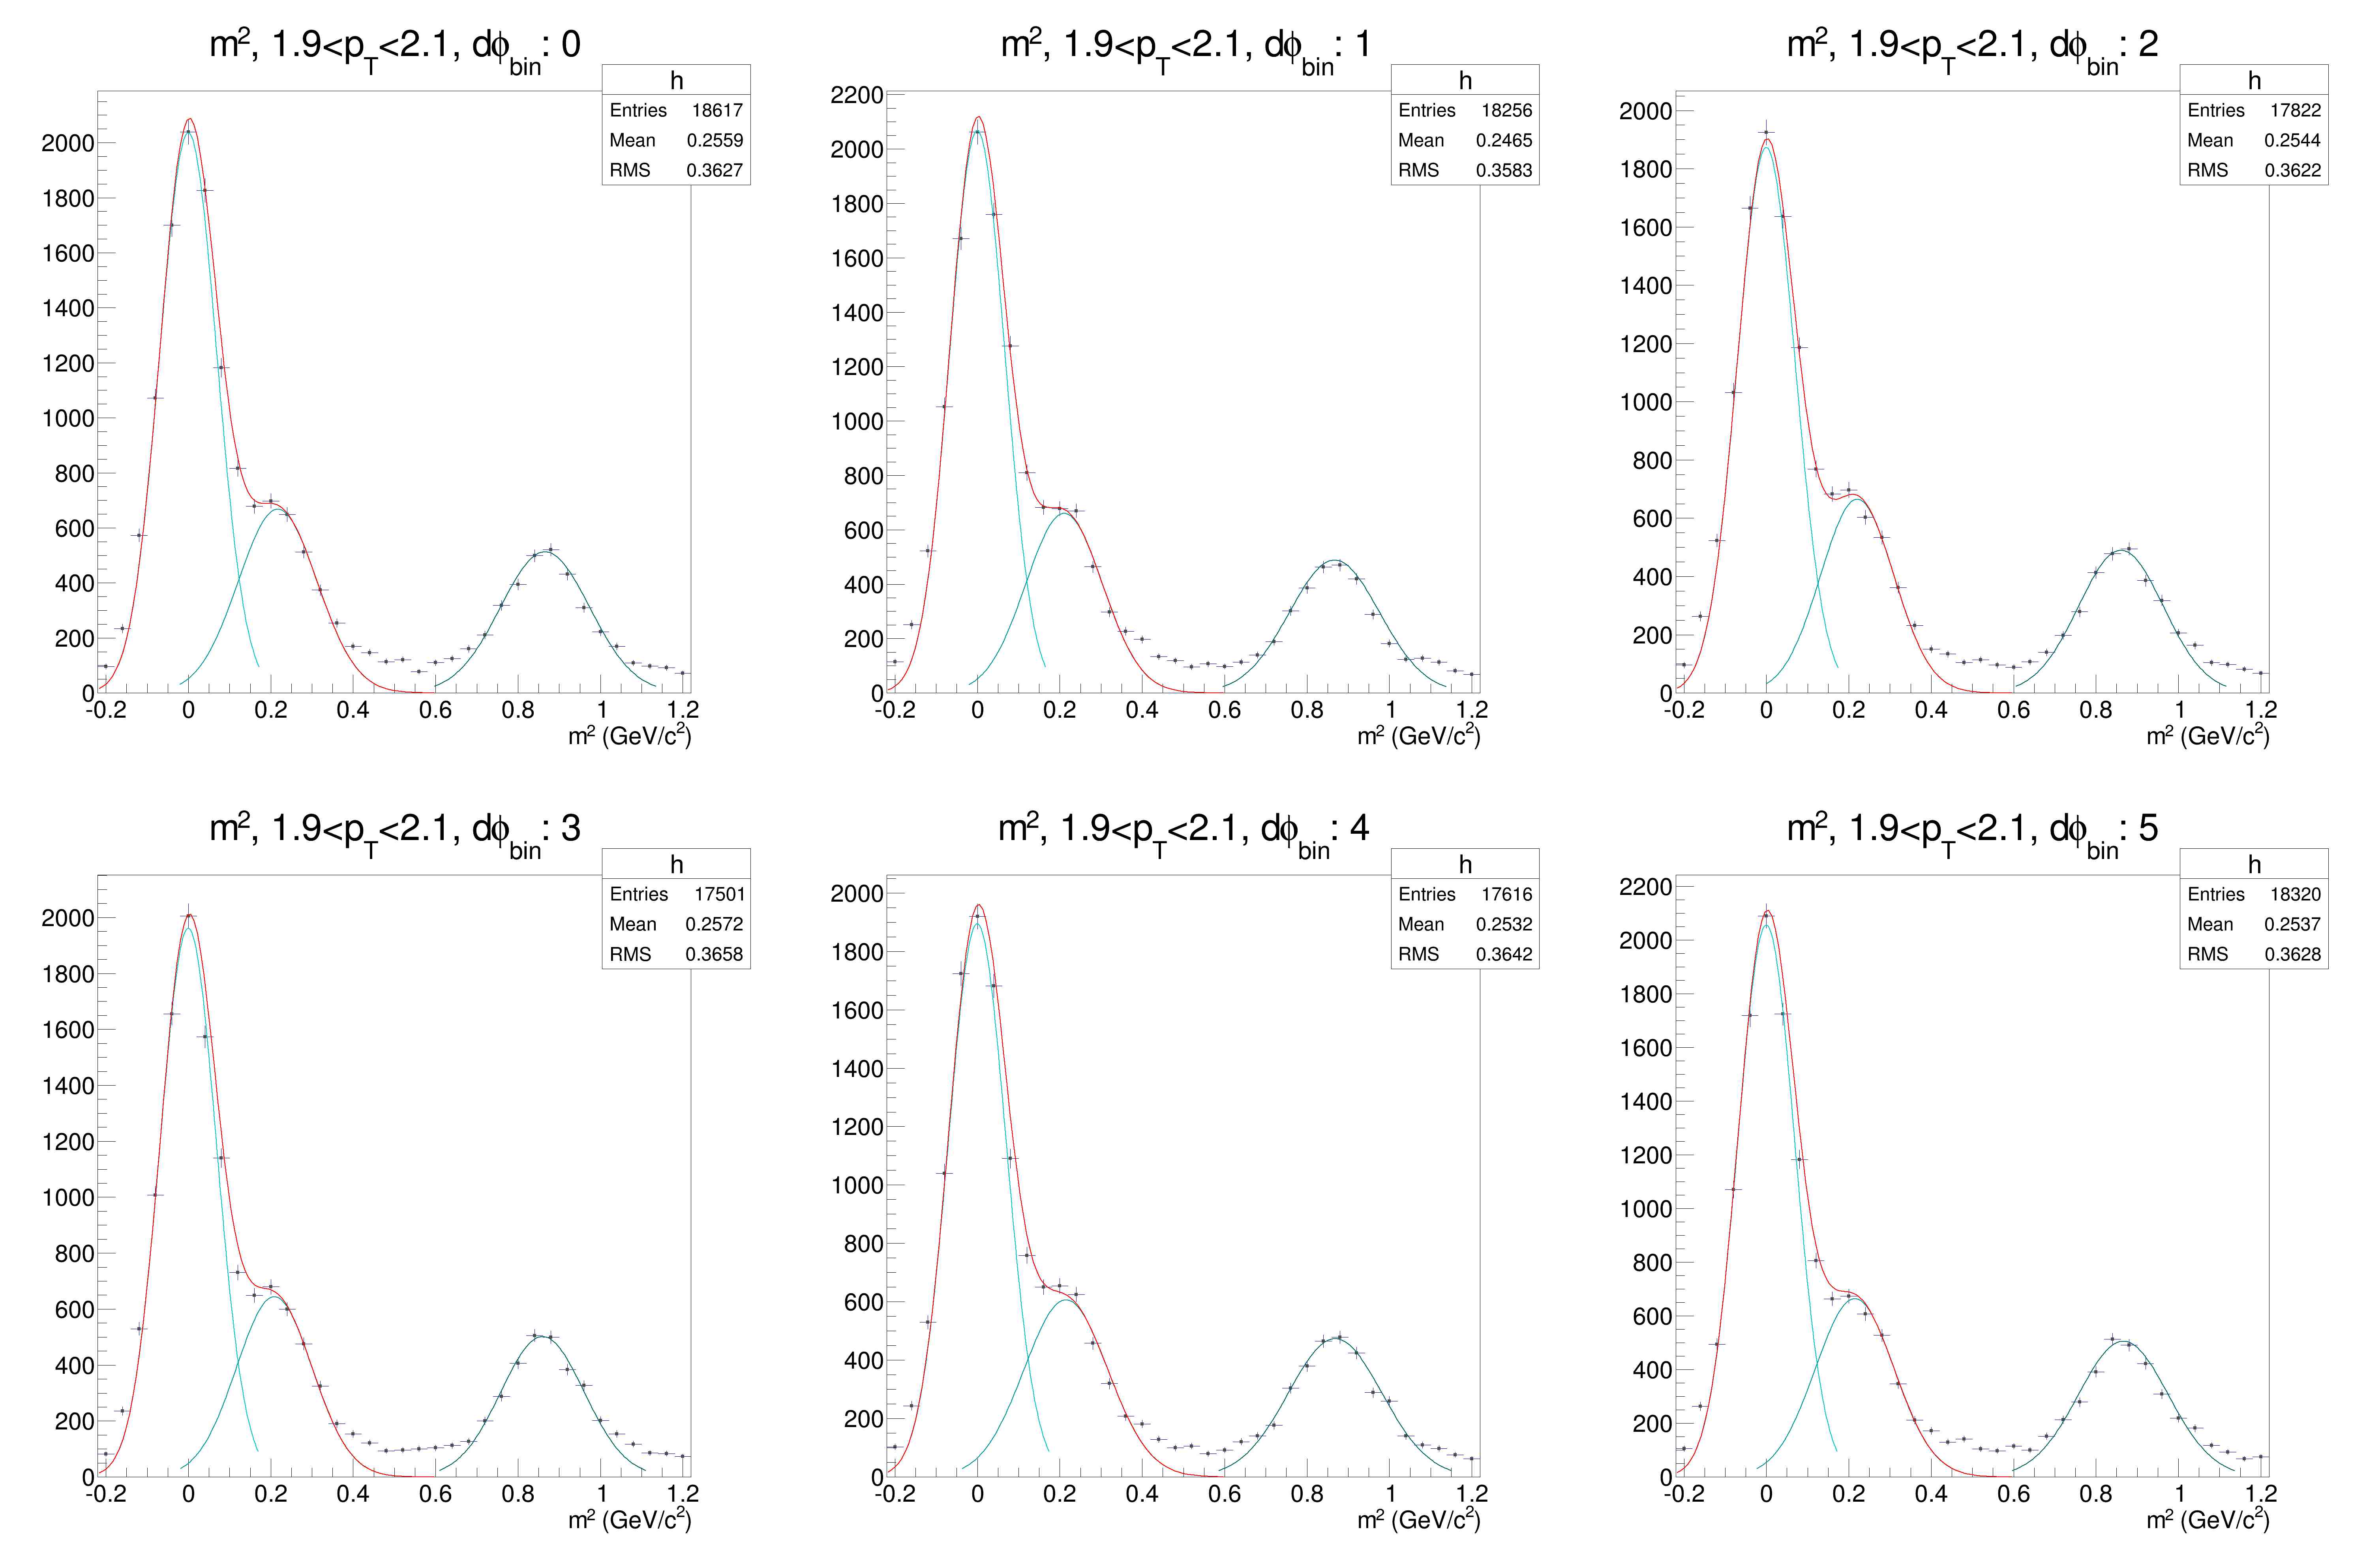 m², 1.9<p_T<2.1, dϕ_bin: 0
h
Entries 18617
Mean 0.2559
RMS 0.3627
2000
1800
1600
1400
1200
1000
800
600
400
200
0
-0.2 0 0.2 0.4 0.6 0.8 1 1.2
m² (GeV/c²)
m², 1.9<p_T<2.1, dϕ_bin: 1
h
Entries 18256
Mean 0.2465
RMS 0.3583
2200
2000
1800
1600
1400
1200
1000
800
600
400
200
0
-0.2 0 0.2 0.4 0.6 0.8 1 1.2
m² (GeV/c²)
m², 1.9<p_T<2.1, dϕ_bin: 2
h
Entries 17822
Mean 0.2544
RMS 0.3622
2000
1800
1600
1400
1200
1000
800
600
400
200
0
-0.2 0 0.2 0.4 0.6 0.8 1 1.2
m² (GeV/c²)
m², 1.9<p_T<2.1, dϕ_bin: 3
h
Entries 17501
Mean 0.2572
RMS 0.3658
2000
1800
1600
1400
1200
1000
800
600
400
200
0
-0.2 0 0.2 0.4 0.6 0.8 1 1.2
m² (GeV/c²)
m², 1.9<p_T<2.1, dϕ_bin: 4
h
Entries 17616
Mean 0.2532
RMS 0.3642
2000
1800
1600
1400
1200
1000
800
600
400
200
0
-0.2 0 0.2 0.4 0.6 0.8 1 1.2
m² (GeV/c²)
m², 1.9<p_T<2.1, dϕ_bin: 5
h
Entries 18320
Mean 0.2537
RMS 0.3628
2200
2000
1800
1600
1400
1200
1000
800
600
400
200
0
-0.2 0 0.2 0.4 0.6 0.8 1 1.2
m² (GeV/c²)